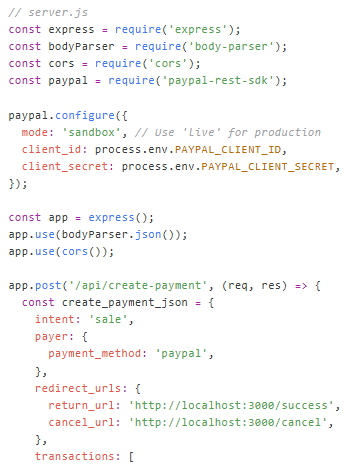 // server.js
const express = require('express');
const bodyParser = require('body-parser');
const cors = require('cors');
const paypal = require('paypal-rest-sdk');

paypal.configure({
  mode: 'sandbox', // Use 'live' for production
  client_id: process.env.PAYPAL_CLIENT_ID,
  client_secret: process.env.PAYPAL_CLIENT_SECRET,
});

const app = express();
app.use(bodyParser.json());
app.use(cors());

app.post('/api/create-payment', (req, res) => {
  const create_payment_json = {
    intent: 'sale',
    payer: {
      payment_method: 'paypal',
    },
    redirect_urls: {
      return_url: 'http://localhost:3000/success',
      cancel_url: 'http://localhost:3000/cancel',
    },
    transactions: [